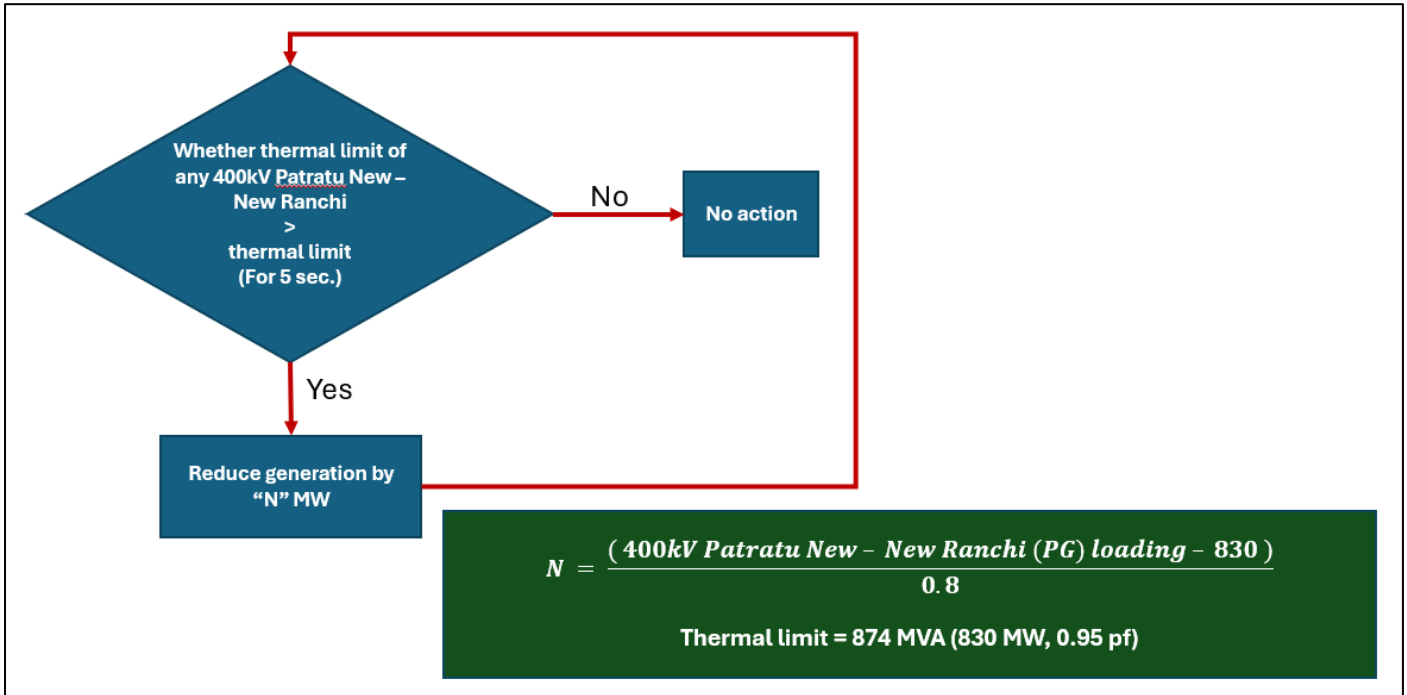 Whether thermal limit of
any 400kV Patratu New –
New Ranchi
>
thermal limit
(For 5 sec.)
No
No action
Yes
Reduce generation by
“N” MW
N = ( 400kV Patratu New – New Ranchi (PG) loading – 830 ) / 0.8
Thermal limit = 874 MVA (830 MW, 0.95 pf)